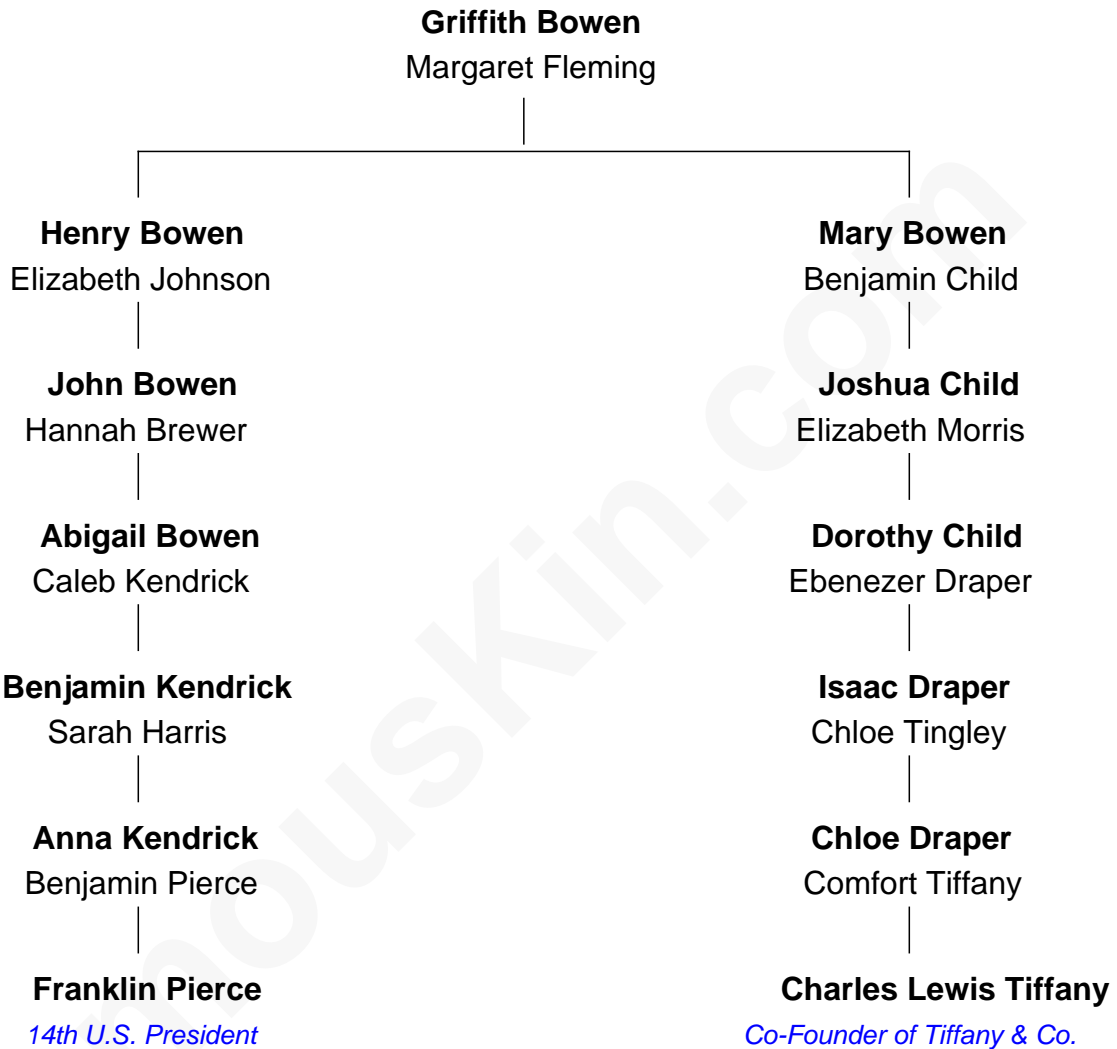 Griffith Bowen
Margaret Fleming
Henry Bowen
Elizabeth Johnson
Mary Bowen
Benjamin Child
John Bowen
Hannah Brewer
Joshua Child
Elizabeth Morris
Abigail Bowen
Caleb Kendrick
Dorothy Child
Ebenezer Draper
Benjamin Kendrick
Sarah Harris
Isaac Draper
Chloe Tingley
Anna Kendrick
Benjamin Pierce
Chloe Draper
Comfort Tiffany
Franklin Pierce
14th U.S. President
Charles Lewis Tiffany
Co-Founder of Tiffany & Co.
mousKin.com